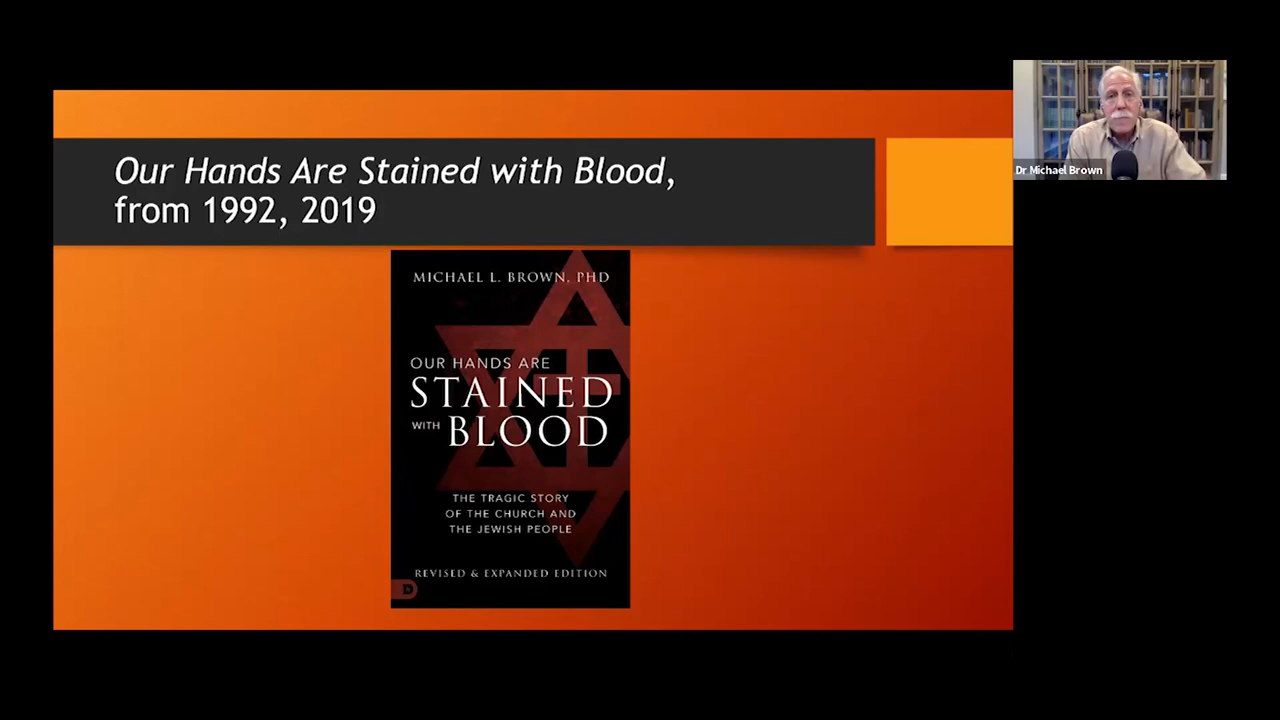 Our Hands Are Stained with Blood,
from 1992, 2019
MICHAEL L. BROWN, PHD
OUR HANDS ARE
STAINED
WITH BLOOD
THE TRAGIC STORY
OF THE CHURCH AND
THE JEWISH PEOPLE
REVISED & EXPANDED EDITION
D
Dr Michael Brown